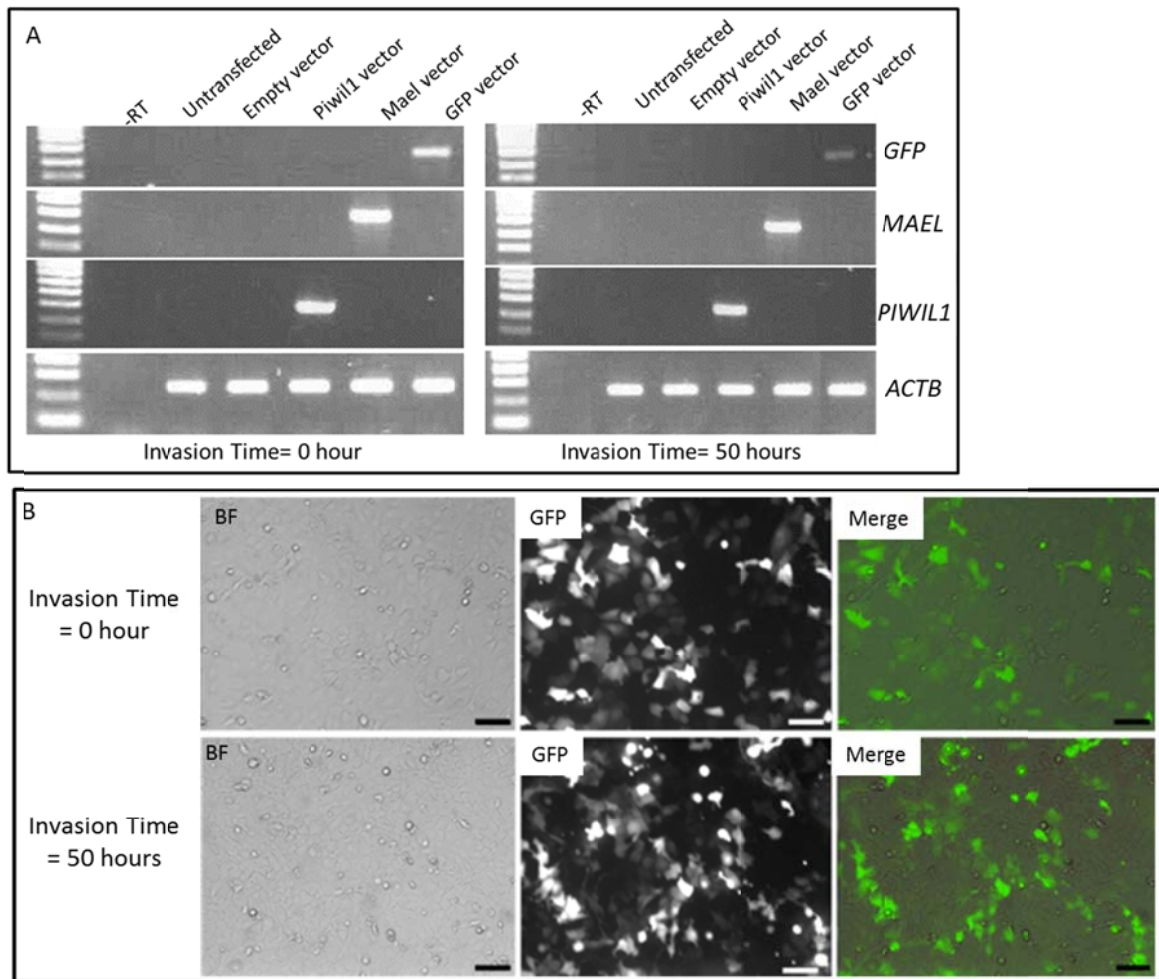 A
-RT Untransfected Empty vector Piwil1 vector Mael vector GFP vector
-RT Untransfected Empty vector Piwil1 vector Mael vector GFP vector
GFP
MAEL
PIWIL1
ACTB
Invasion Time= 0 hour
Invasion Time= 50 hours
B
BF
GFP
Merge
Invasion Time
= 0 hour
BF
GFP
Merge
Invasion Time
= 50 hours